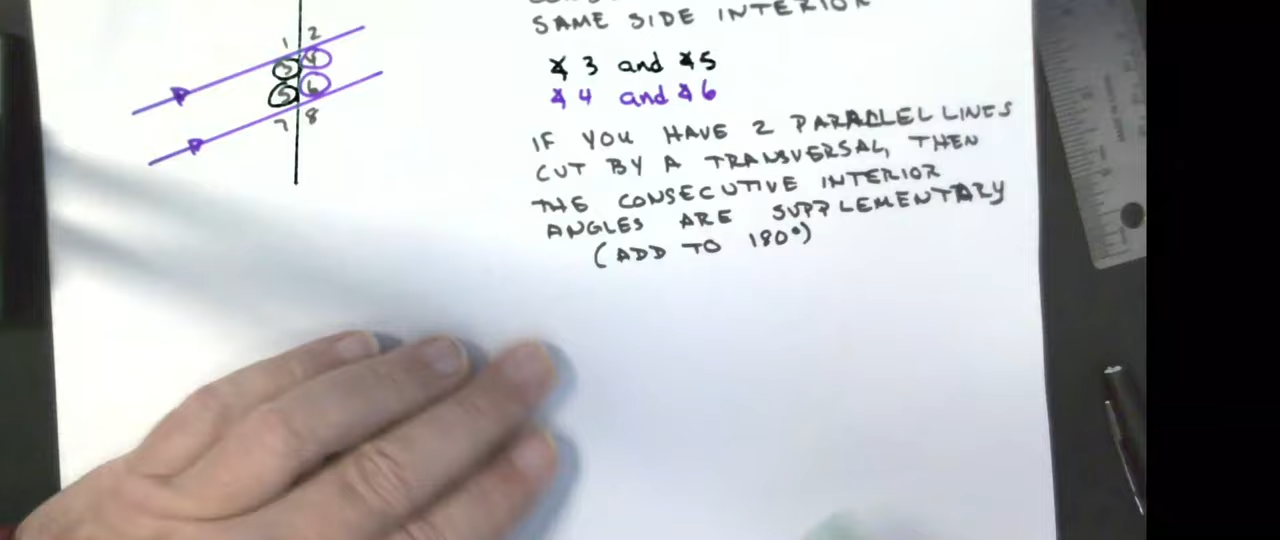 SAME SIDE INTERIOR
1 2
3 4
5 6
7 8
∡ 3 and ∡5
∡ 4 and ∡6
IF YOU HAVE 2 PARALLEL LINES
CUT BY A TRANSVERSAL, THEN
THE CONSECUTIVE INTERIOR
ANGLES ARE SUPPLEMENTARY
(ADD TO 180°)